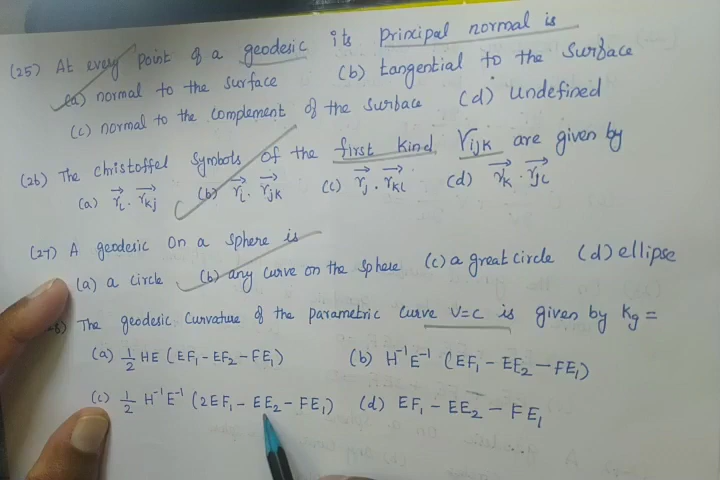 (25) At every point of a geodesic its principal normal is
(a) normal to the surface (b) tangential to the surface
(c) normal to the complement of the surface (d) undefined
(26) The christoffel symbols of the first kind γijk are given by
(a) r⃗i. r⃗kj (b) r⃗i. r⃗jk (c) r⃗j. r⃗ki (d) r⃗k. r⃗ji
(27) A geodesic on a sphere is
(a) a circle (b) any curve on the sphere (c) a great circle (d) ellipse
The geodesic curvature of the parametric curve v=c is given by Kg =
(a) 1/2 HE (EF₁ - EF₂ - FE₁) (b) H⁻¹E⁻¹ (EF₁ - EE₂ - FE₁)
(c) 1/2 H⁻¹E⁻¹ (2EF₁ - EE₂ - FE₁) (d) EF₁ - EE₂ - FE₁